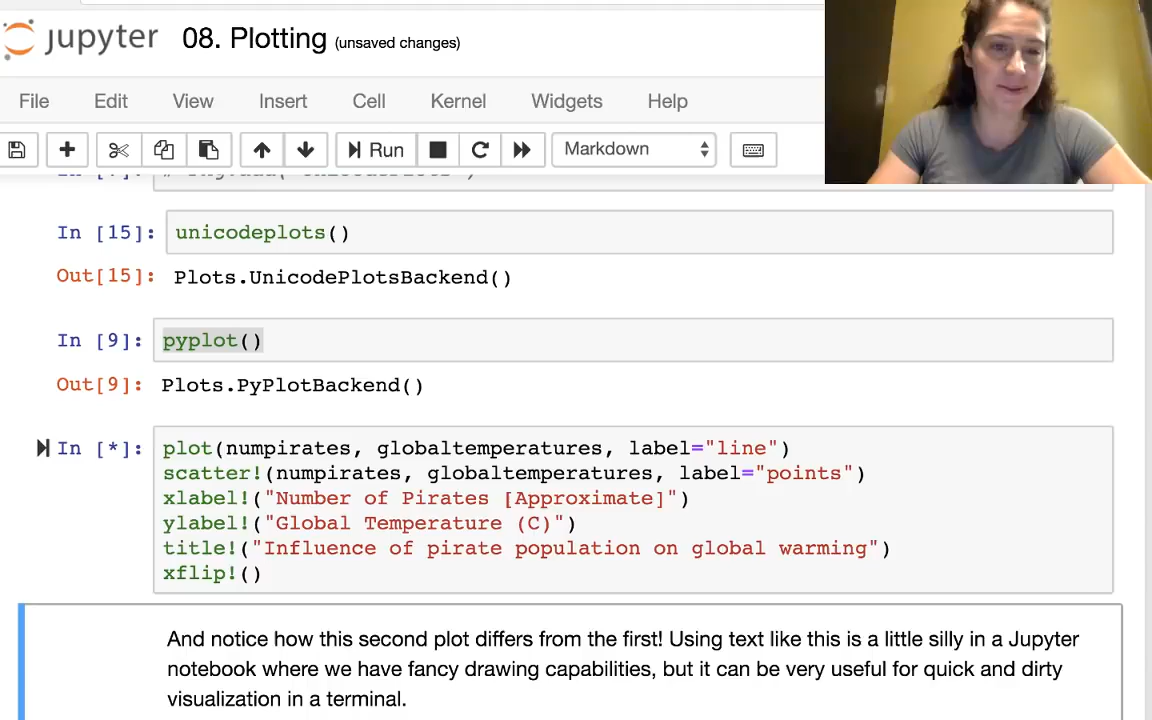 jupyter 08. Plotting (unsaved changes)
File Edit View Insert Cell Kernel Widgets Help
Run Markdown
In [15]: unicodeplots()
Out[15]: Plots.UnicodePlotsBackend()
In [9]: pyplot()
Out[9]: Plots.PyPlotBackend()
In [*]: plot(numpirates, globaltemperatures, label="line")
scatter!(numpirates, globaltemperatures, label="points")
xlabel!("Number of Pirates [Approximate]")
ylabel!("Global Temperature (C)")
title!("Influence of pirate population on global warming")
xflip!()
And notice how this second plot differs from the first! Using text like this is a little silly in a Jupyter
notebook where we have fancy drawing capabilities, but it can be very useful for quick and dirty
visualization in a terminal.